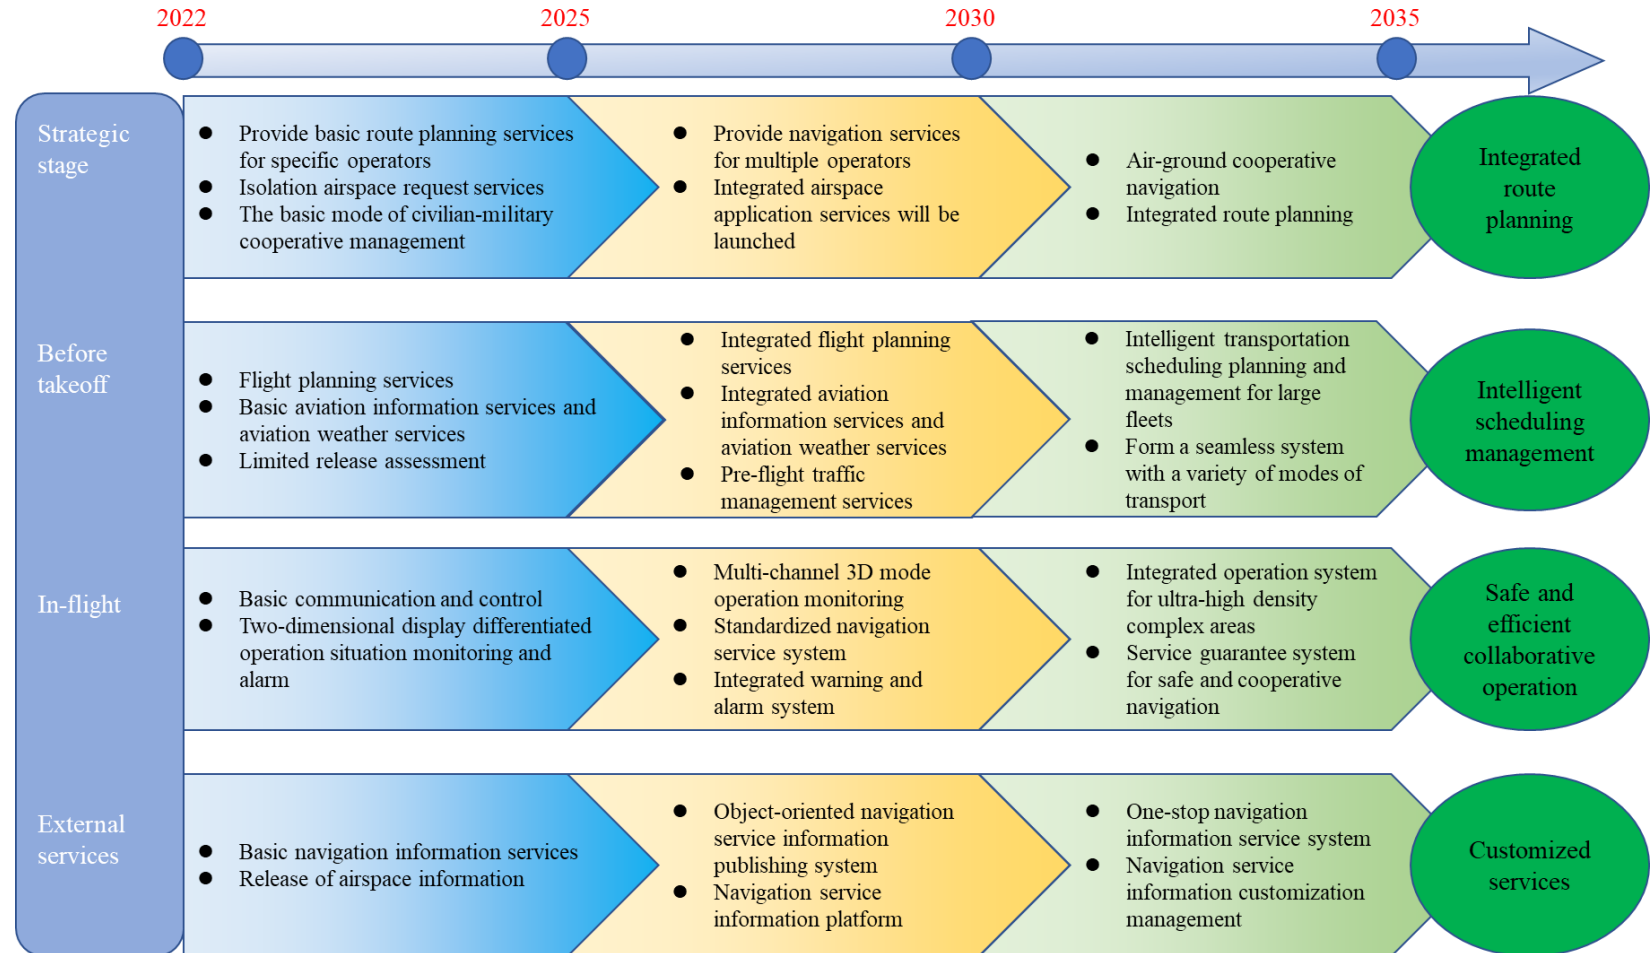 2022
2025
2030
2035
Strategic
stage
● Provide basic route planning services
for specific operators
● Isolation airspace request services
● The basic mode of civilian-military
cooperative management
● Provide navigation services
for multiple operators
● Integrated airspace
application services will be
launched
● Air-ground cooperative
navigation
● Integrated route planning
Integrated
route
planning
Before
takeoff
● Flight planning services
● Basic aviation information services and
aviation weather services
● Limited release assessment
● Integrated flight planning
services
● Integrated aviation
information services and
aviation weather services
● Pre-flight traffic
management services
● Intelligent transportation
scheduling planning and
management for large
fleets
● Form a seamless system
with a variety of modes of
transport
Intelligent
scheduling
management
In-flight
● Basic communication and control
● Two-dimensional display differentiated
operation situation monitoring and
alarm
● Multi-channel 3D mode
operation monitoring
● Standardized navigation
service system
● Integrated warning and
alarm system
● Integrated operation system
for ultra-high density
complex areas
● Service guarantee system
for safe and cooperative
navigation
Safe and
efficient
collaborative
operation
External
services
● Basic navigation information services
● Release of airspace information
● Object-oriented navigation
service information
publishing system
● Navigation service
information platform
● One-stop navigation
information service system
● Navigation service
information customization
management
Customized
services